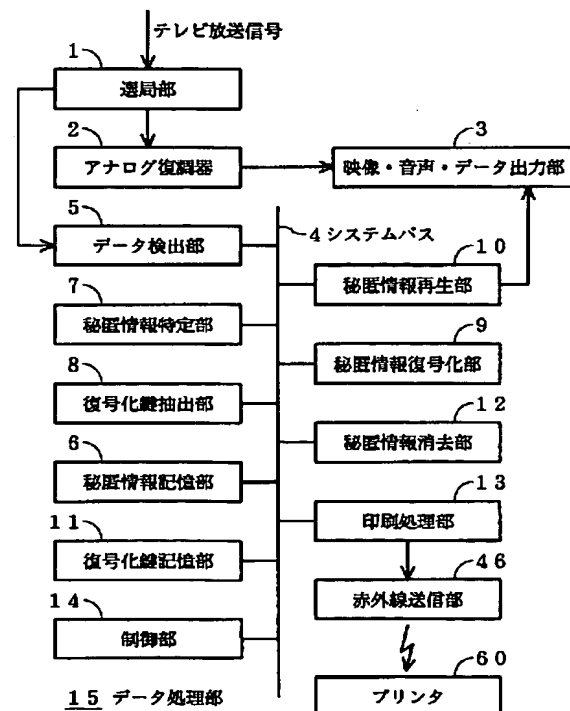 テレビ放送信号
1
選局部
2
アナログ復調器
3
映像・音声・データ出力部
5
データ検出部
4 システムバス
10
秘匿情報再生部
7
秘匿情報特定部
9
秘匿情報復号化部
8
復号化鍵抽出部
12
秘匿情報消去部
6
秘匿情報記憶部
13
印刷処理部
11
復号化鍵記憶部
46
赤外線送信部
14
制御部
60
プリンタ
15 データ処理部